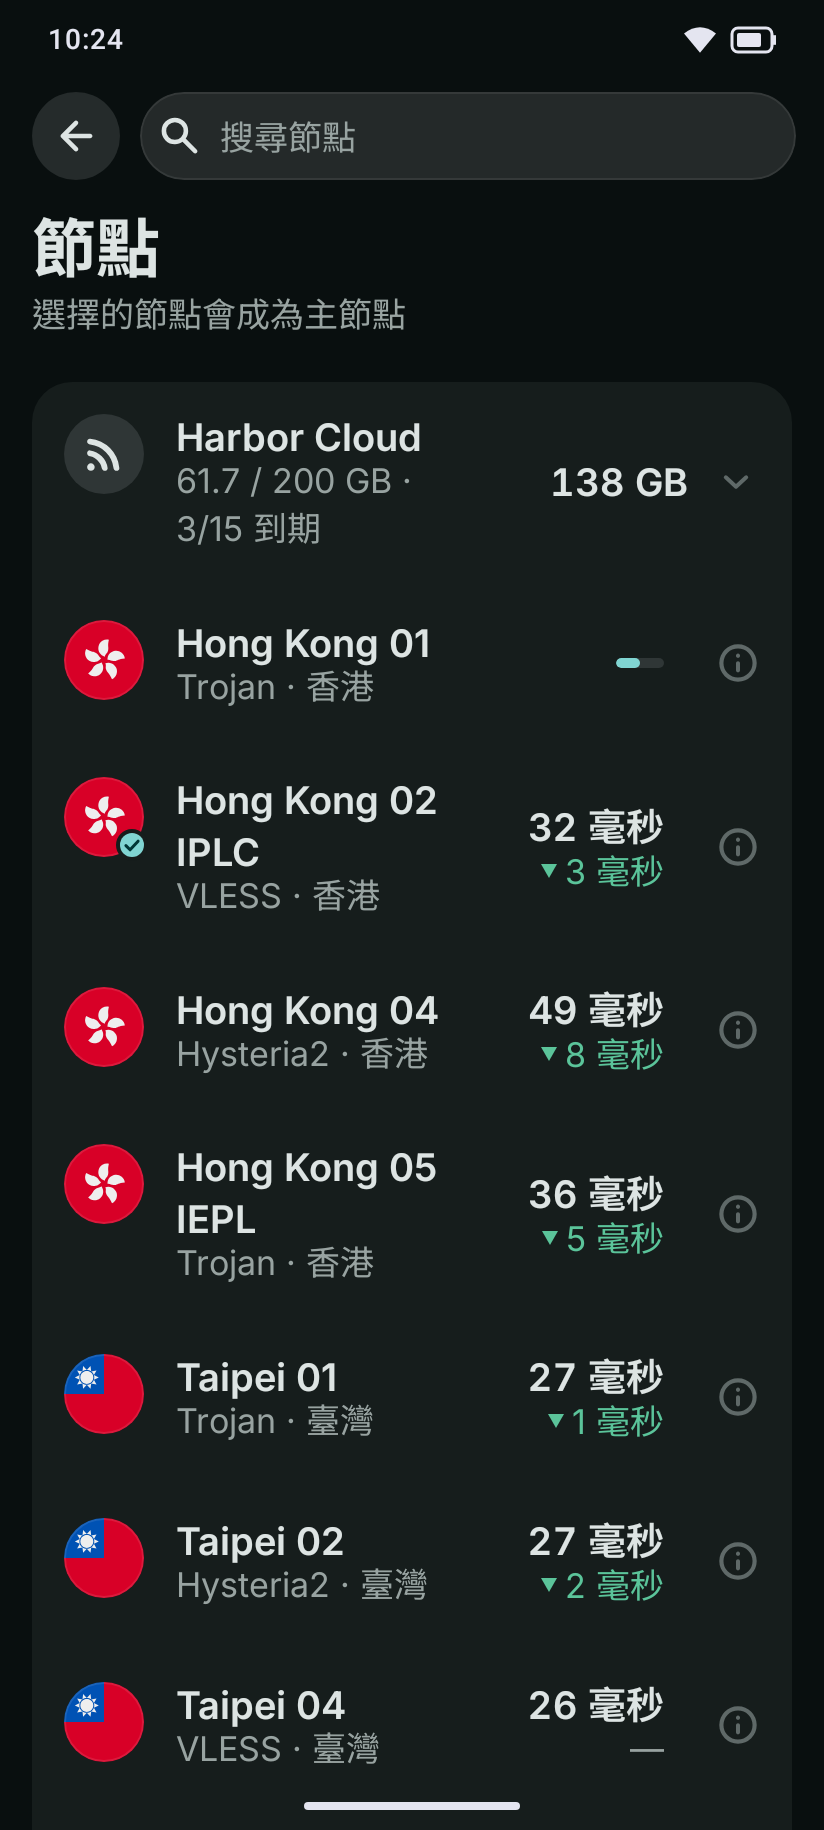 10:24
搜尋節點
節點
選擇的節點會成為主節點
Harbor Cloud
61.7 / 200 GB ·
3/15 到期
138 GB
Hong Kong 01
Trojan · 香港
Hong Kong 02
IPLC
VLESS · 香港
32 毫秒
▼3 毫秒
Hong Kong 04
Hysteria2 · 香港
49 毫秒
▼8 毫秒
Hong Kong 05
IEPL
Trojan · 香港
36 毫秒
▼5 毫秒
Taipei 01
Trojan · 臺灣
27 毫秒
▼1 毫秒
Taipei 02
Hysteria2 · 臺灣
27 毫秒
▼2 毫秒
Taipei 04
VLESS · 臺灣
26 毫秒
—